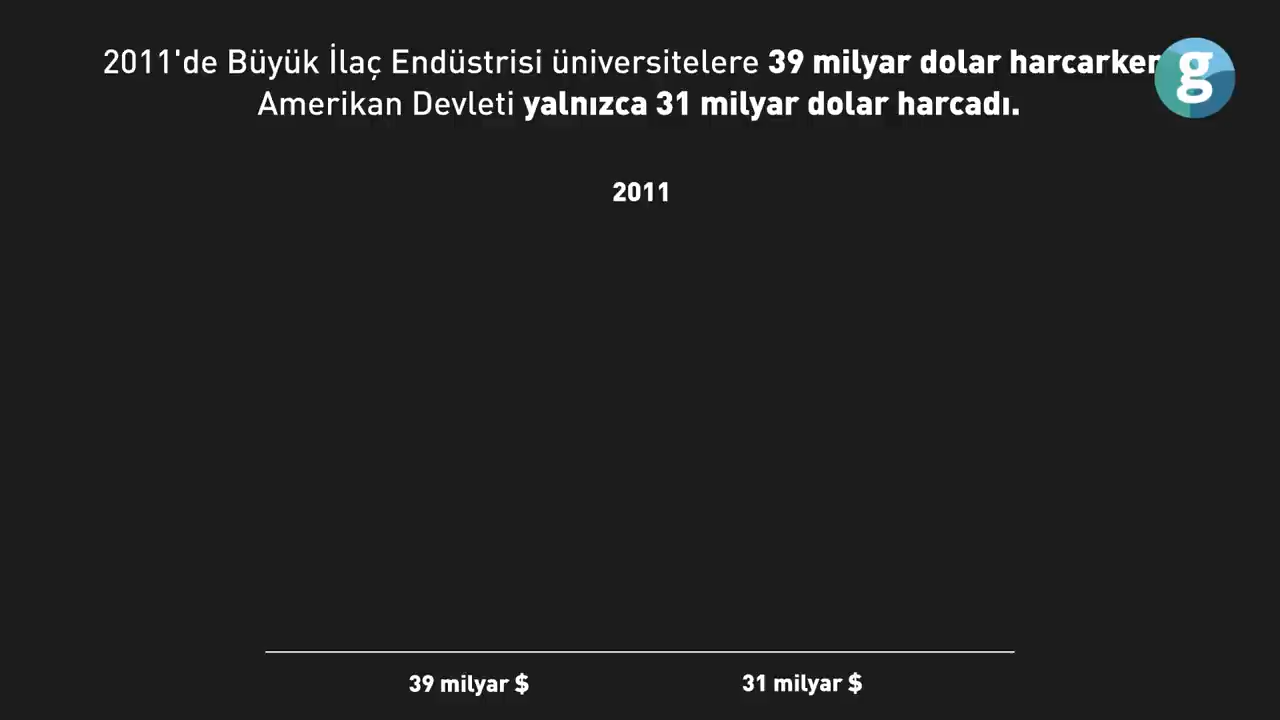 2011'de Büyük İlaç Endüstrisi üniversitelere 39 milyar dolar harcarken
Amerikan Devleti yalnızca 31 milyar dolar harcadı.
g
2011
39 milyar $
31 milyar $